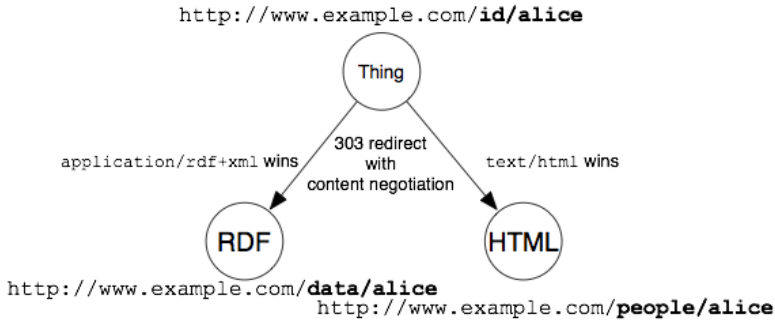 http://www.example.com/id/alice
Thing
303 redirect
with
content negotiation
application/rdf+xml wins
text/html wins
RDF
HTML
http://www.example.com/data/alice
http://www.example.com/people/alice